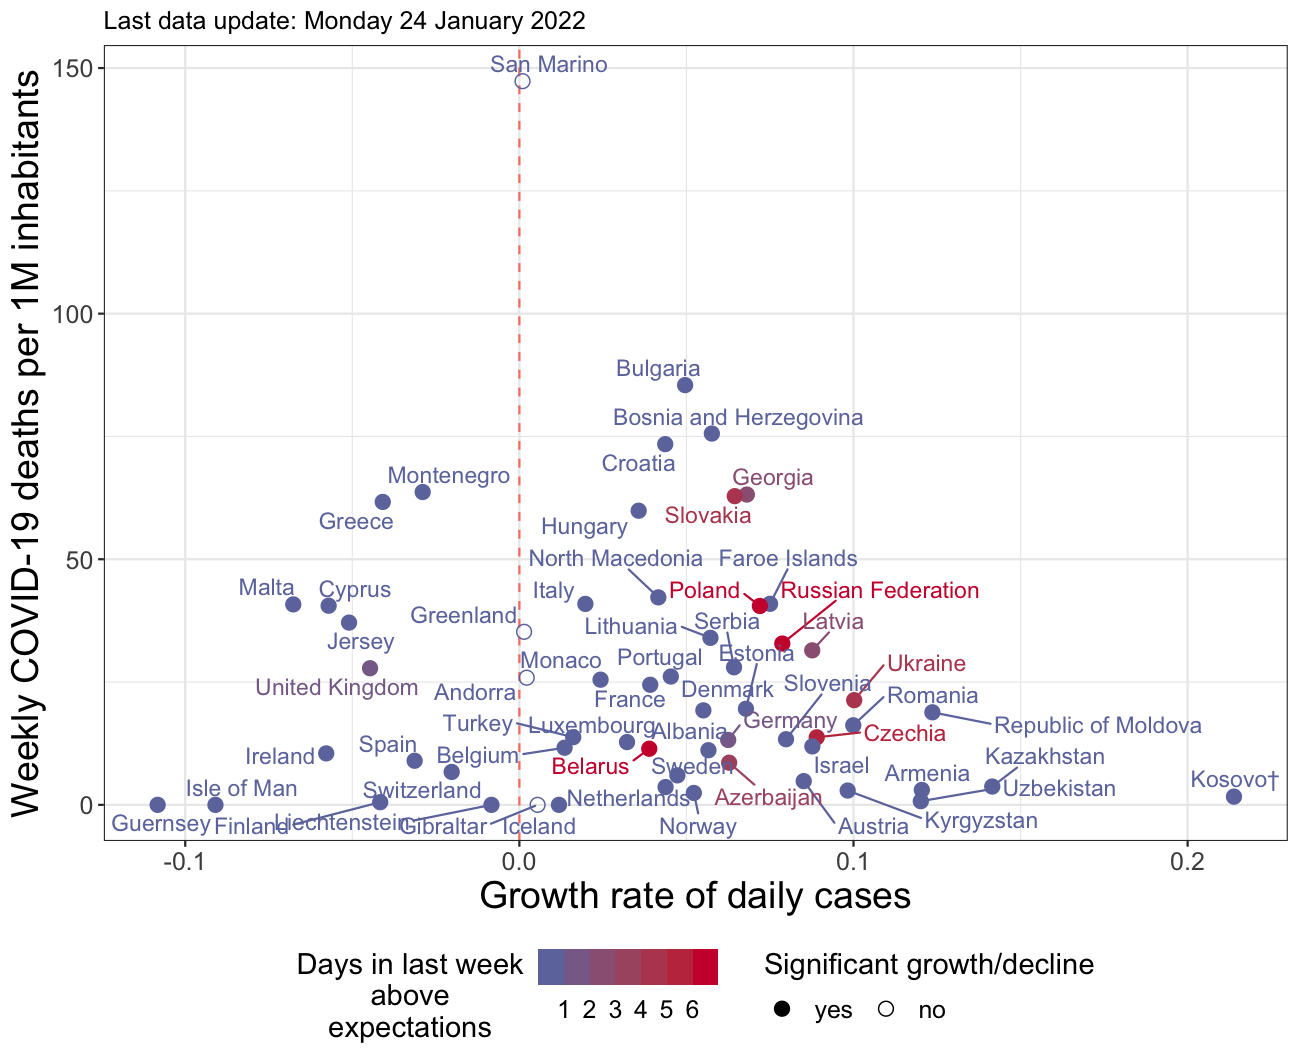 Last data update: Monday 24 January 2022
Weekly COVID-19 deaths per 1M inhabitants
150
100
50
0
San Marino
Bulgaria
Bosnia and Herzegovina
Croatia
Georgia
Montenegro
Slovakia
Greece
Hungary
North Macedonia
Faroe Islands
Malta
Cyprus
Italy
Poland
Russian Federation
Greenland
Lithuania
Serbia
Latvia
Jersey
Monaco
Portugal
Estonia
Ukraine
United Kingdom
Andorra
France
Denmark
Slovenia
Romania
Turkey
Luxembourg
Albania
Germany
Republic of Moldova
Czechia
Ireland
Spain
Belgium
Belarus
Sweden
Israel
Kazakhstan
Armenia
Kosovo†
Isle of Man
Switzerland
Netherlands
Azerbaijan
Uzbekistan
Guernsey
Finland
Liechtenstein
Gibraltar
Iceland
Norway
Austria
Kyrgyzstan
-0.1
0.0
0.1
0.2
Growth rate of daily cases
Days in last week
above
expectations
1 2 3 4 5 6
Significant growth/decline
yes
no